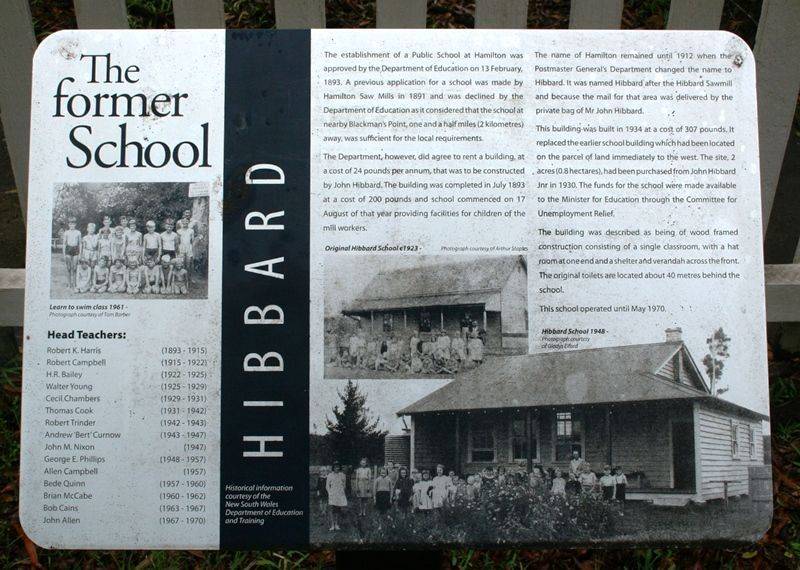 The
former
School
Learn to swim class 1961 -
Photograph courtesy of Tom Barber
Head Teachers:
Robert K. Harris (1893 - 1915)
Robert Campbell (1915 - 1922)
H.R. Bailey (1922 - 1925)
Walter Young (1925 - 1929)
Cecil Chambers (1929 - 1931)
Thomas Cook (1931 - 1942)
Robert Trinder (1942 - 1943)
Andrew 'Bert' Curnow (1943 - 1947)
John M. Nixon (1947)
George E. Phillips (1948 - 1957)
Allen Campbell (1957)
Bede Quinn (1957 - 1960)
Brian McCabe (1960 - 1962)
Bob Cains (1963 - 1967)
John Allen (1967 - 1970)
HIBBARD
Historical information
courtesy of the
New South Wales
Department of Education
and Training
The establishment of a Public School at Hamilton was
approved by the Department of Education on 13 February,
1893. A previous application for a school was made by
Hamilton Saw Mills in 1891 and was declined by the
Department of Education as it considered that the school at
nearby Blackman's Point, one and a half miles (2 kilometres)
away, was sufficient for the local requirements.
The Department, however, did agree to rent a building, at
a cost of 24 pounds per annum, that was to be constructed
by John Hibbard. The building was completed in July 1893
at a cost of 200 pounds and school commenced on 17
August of that year providing facilities for children of the
mill workers.
Original Hibbard School c1923 - Photograph courtesy of Arthur Staples
The name of Hamilton remained until 1912 when the
Postmaster General's Department changed the name to
Hibbard. It was named Hibbard after the Hibbard Sawmill
and because the mail for that area was delivered by the
private bag of Mr John Hibbard.
This building was built in 1934 at a cost of 307 pounds. It
replaced the earlier school building which had been located
on the parcel of land immediately to the west. The site, 2
acres (0.8 hectares), had been purchased from John Hibbard
Jnr in 1930. The funds for the school were made available
to the Minister for Education through the Committee for
Unemployment Relief.
The building was described as being of wood framed
construction consisting of a single classroom, with a hat
room at one end and a shelter and verandah across the front.
The original toilets are located about 40 metres behind the
school.
This school operated until May 1970.
Hibbard School 1948 -
Photograph courtesy
of Gladys Elford